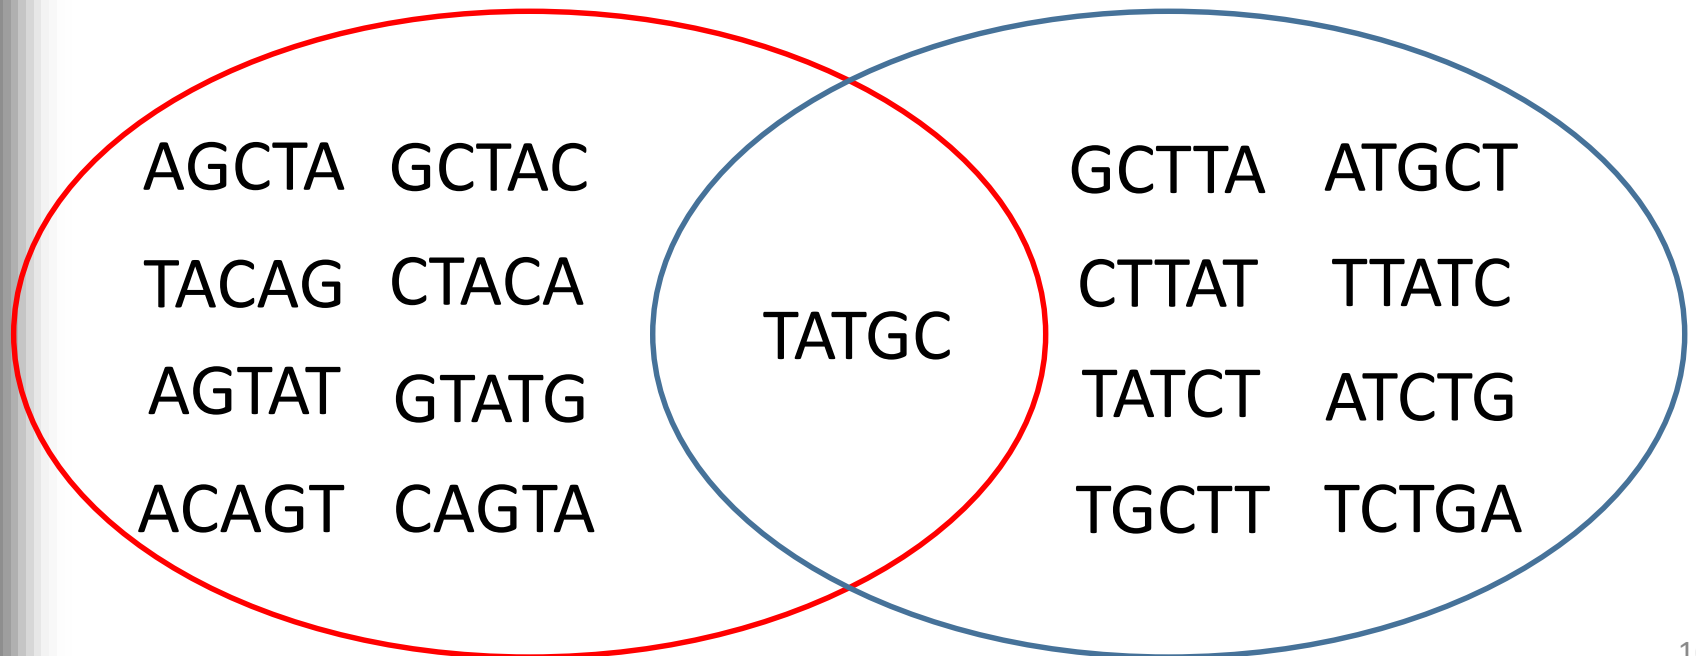 AGCTA GCTAC
TACAG CTACA
AGTAT GTATG
ACAGT CAGTA
TATGC
GCTTA ATGCT
CTTAT TTATC
TATCT ATCTG
TGCTT TCTGA